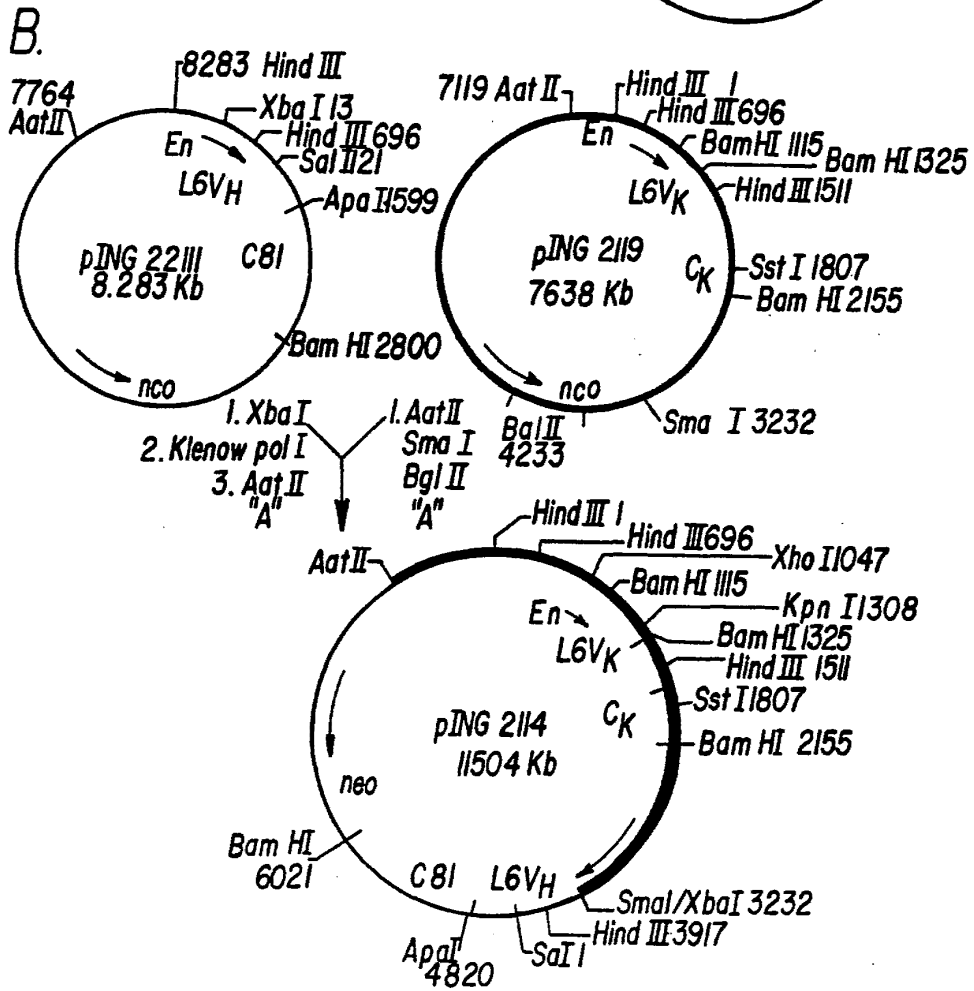 B.
8283 Hind III
7764
Aat II
Xba I 13
Hind III 696
Sal I 1121
En
L6VH
Apa I 1599
pING 22111
8.283 Kb
C81
Bam HI 2800
nco
7119 Aat II
Hind III 1
Hind III 696
Bam HI 1115
Bam HI 1325
En
L6VK
Hind III 1511
pING 2119
7638 Kb
CK
Sst I 1807
Bam HI 2155
nco
Bal II
4233
Sma I 3232
1. Xba I
2. Klenow pol I
3. Aat II
"A"
1. Aat II
Sma I
Bgl II
"A"
Aat II
Hind III 1
Hind III 696
Xho I 1047
Bam HI 1115
Kpn I 1308
En
L6VK
Bam HI 1325
Hind III 1511
Sst I 1807
CK
pING 2114
11504 Kb
Bam HI 2155
neo
Bam HI
6021
C81
L6VH
SmaI/XbaI 3232
Hind III 3917
Sal I
ApaI
4820